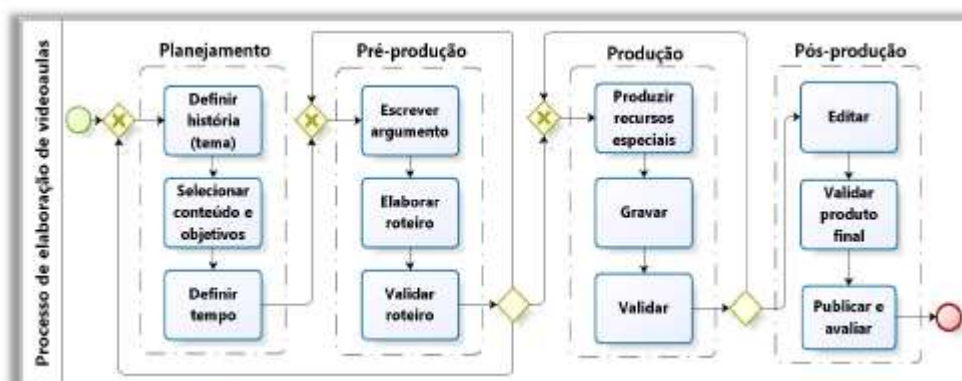 Processo de elaboração de vídeoaulas
Planejamento
Definir
história
(tema)
Selecionar
conteúdo e
objetivos
Definir
tempo
Pré-produção
Escrever
argumento
Elaborar
roteiro
Validar
roteiro
Produção
Produzir
recursos
especiais
Gravar
Validar
Pós-produção
Editar
Validar
produto
final
Publicar e
avaliar